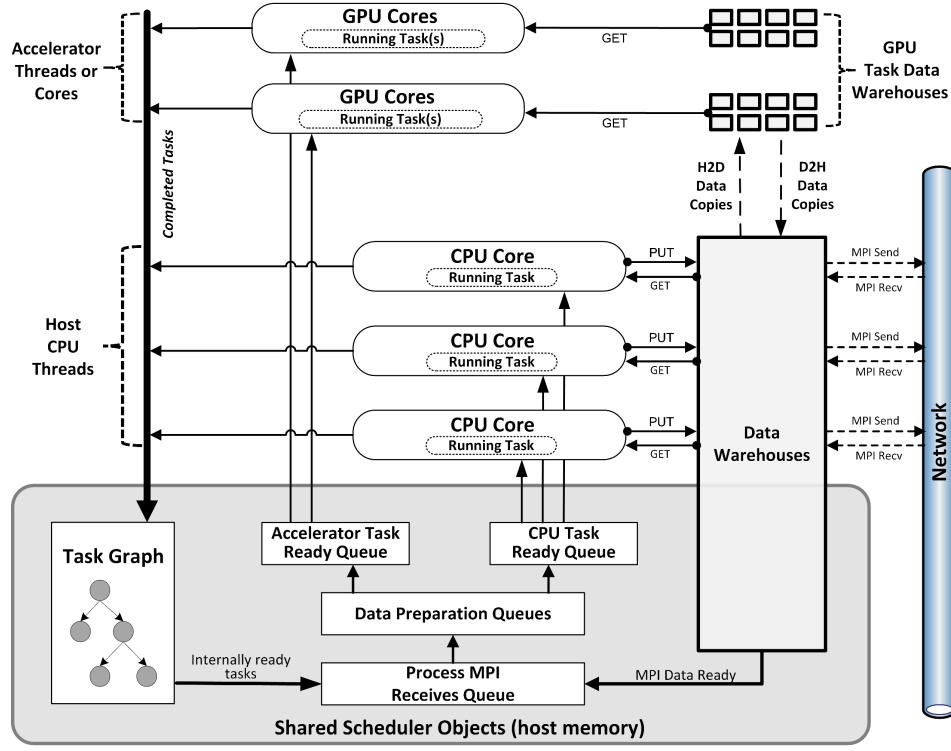 GPU Cores
Running Task(s)
GET
Accelerator
Threads or
Cores
GPU
Task Data
Warehouses
GPU Cores
Running Task(s)
GET
Completed Tasks
H2D
Data
Copies
D2H
Data
Copies
CPU Core
Running Task
PUT
GET
MPI Send
MPI Recv
Host
CPU
Threads
CPU Core
Running Task
PUT
GET
MPI Send
MPI Recv
CPU Core
Running Task
PUT
GET
MPI Send
MPI Recv
Data
Warehouses
Network
Task Graph
Accelerator Task
Ready Queue
CPU Task
Ready Queue
Data Preparation Queues
Internally ready
tasks
Process MPI
Receives Queue
MPI Data Ready
Shared Scheduler Objects (host memory)